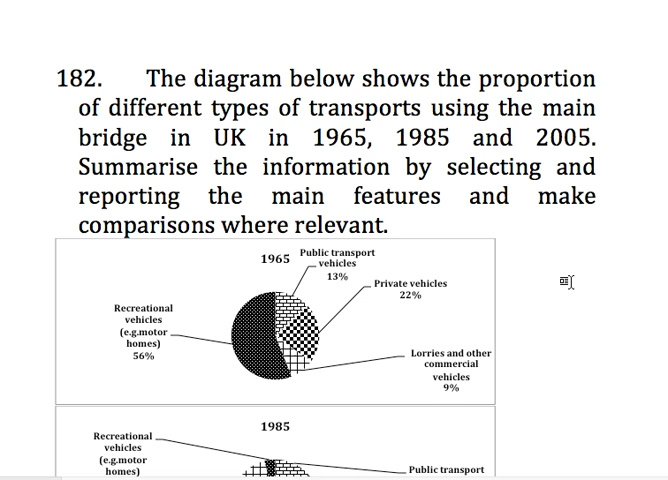 182. The diagram below shows the proportion
of different types of transports using the main
bridge in UK in 1965, 1985 and 2005.
Summarise the information by selecting and
reporting the main features and make
comparisons where relevant.
1965
Public transport
vehicles
13%
Private vehicles
22%
Recreational
vehicles
(e.g.motor
homes)
56%
Lorries and other
commercial
vehicles
9%
1985
Recreational
vehicles
(e.g.motor
homes)
Public transport